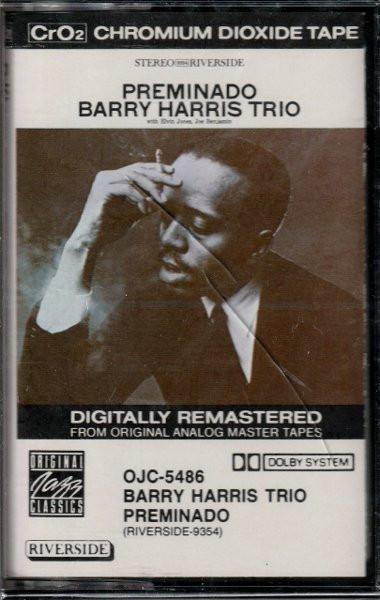 CrO2 CHROMIUM DIOXIDE TAPE
STEREO RIVERSIDE
PREMINADO
BARRY HARRIS TRIO
with Elvin Jones, Joe Benjamin
DIGITALLY REMASTERED
FROM ORIGINAL ANALOG MASTER TAPES
ORIGINAL
Jazz
CLASSICS
DOLBY SYSTEM
OJC-5486
BARRY HARRIS TRIO
PREMINADO
(RIVERSIDE-9354)
RIVERSIDE